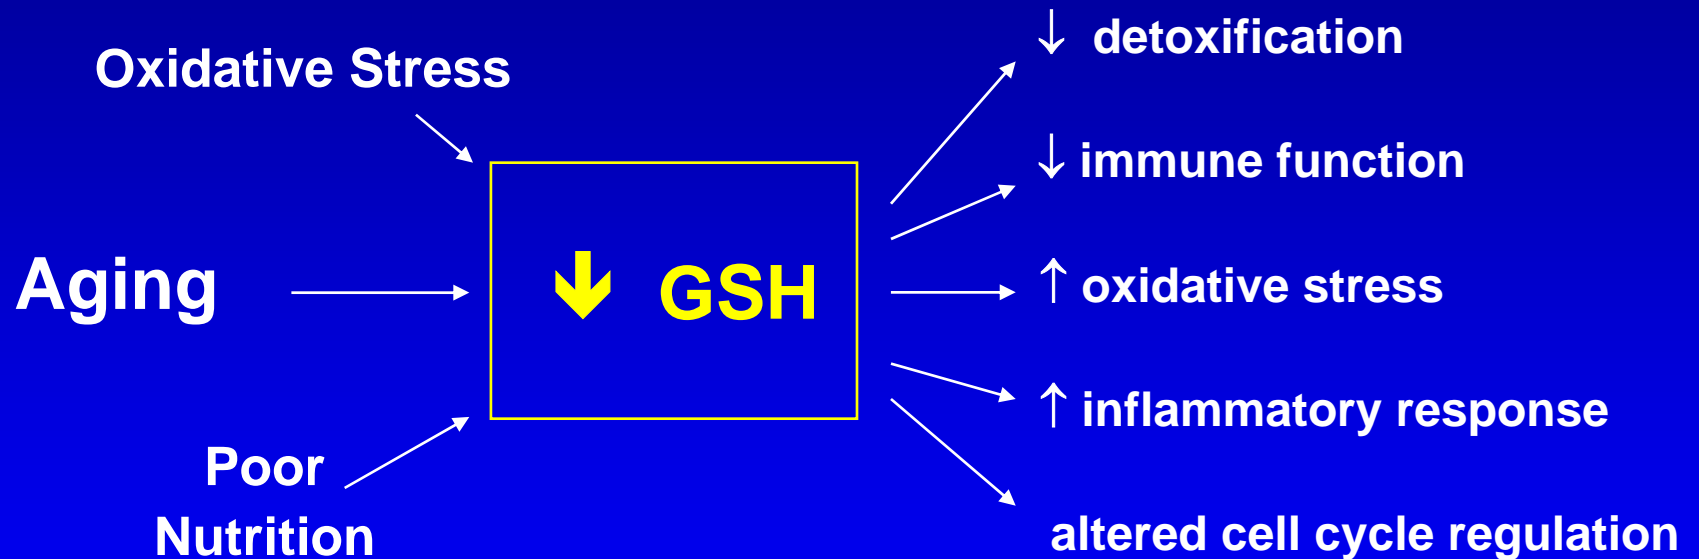 Oxidative Stress
Aging
Poor
Nutrition
↓ GSH
↓ detoxification
↓ immune function
↑ oxidative stress
↑ inflammatory response
altered cell cycle regulation